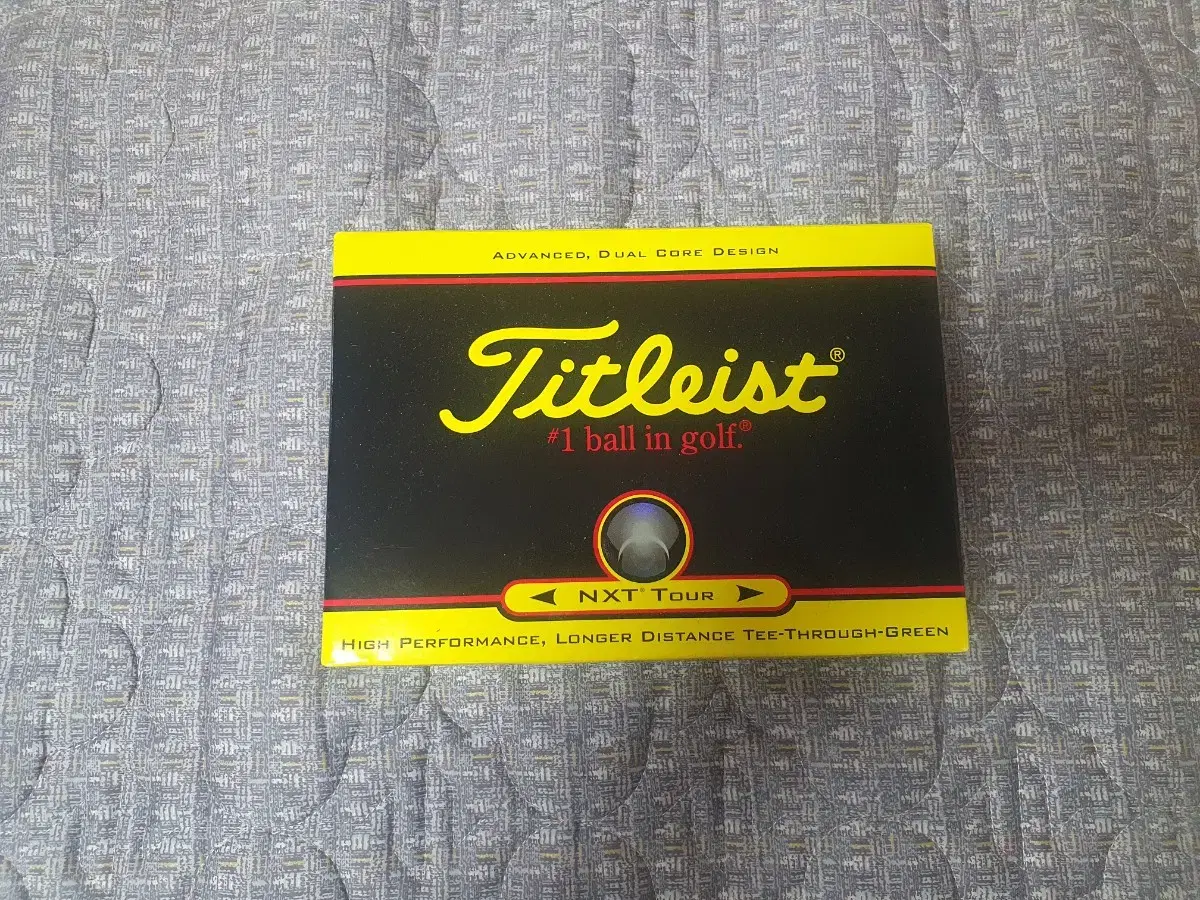 ADVANCED, DUAL CORE DESIGN
Titleist®
#1 ball in golf.®
NXT® TOUR
HIGH PERFORMANCE, LONGER DISTANCE TEE-THROUGH-GREEN